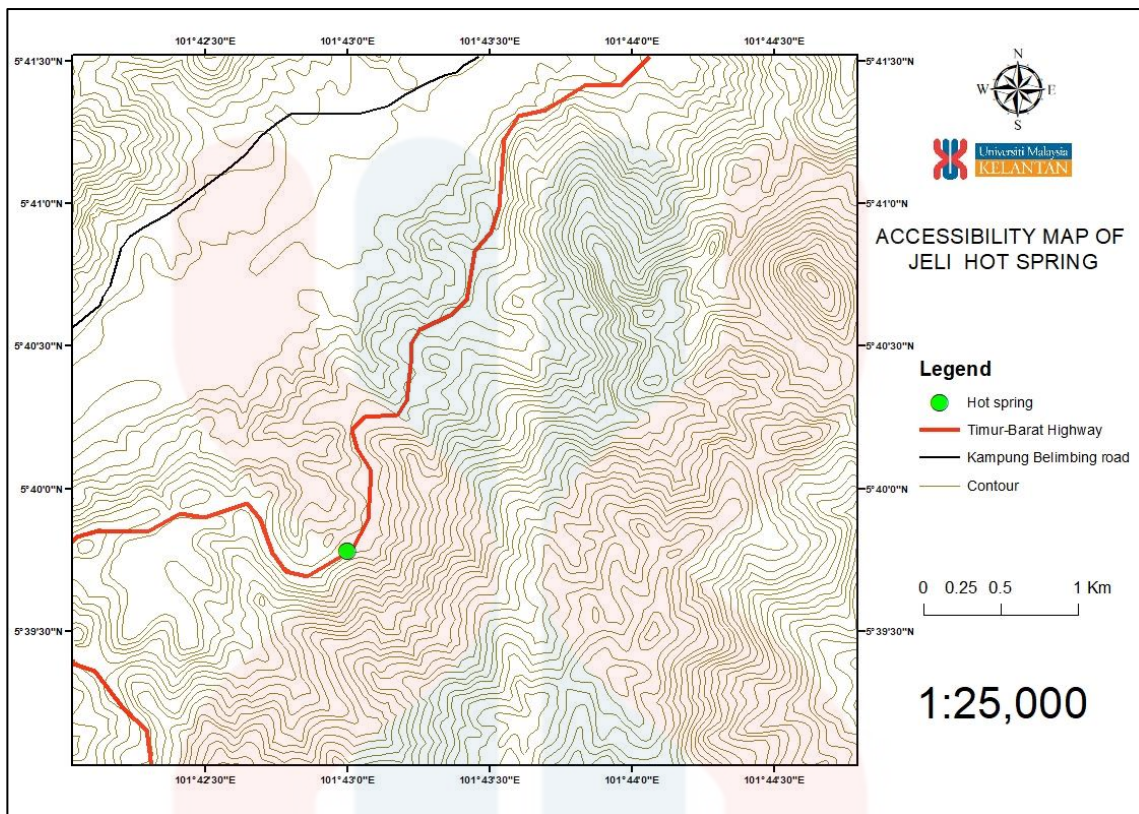 101°42'30"E 101°43'0"E 101°43'30"E 101°44'0"E 101°44'30"E
5°41'30"N 5°41'30"N
5°41'0"N 5°41'0"N
5°40'30"N 5°40'30"N
5°40'0"N 5°40'0"N
5°39'30"N 5°39'30"N
101°42'30"E 101°43'0"E 101°43'30"E 101°44'0"E 101°44'30"E
N
W E
S
Universiti Malaysia
KELANTAN
ACCESSIBILITY MAP OF
JELI HOT SPRING
Legend
Hot spring
Timur-Barat Highway
Kampung Belimbing road
Contour
0 0.25 0.5 1 Km
1:25,000